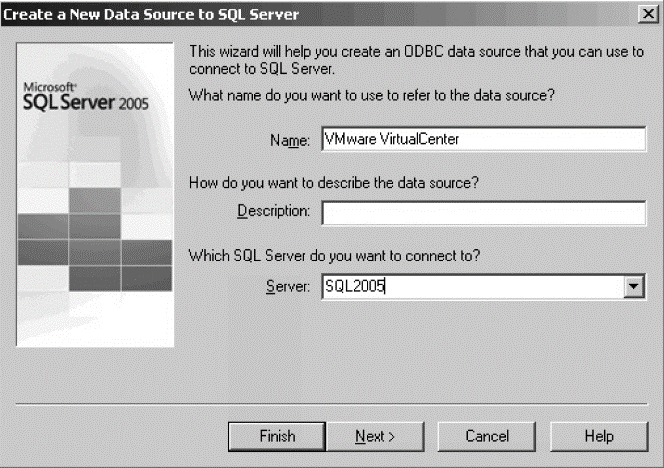 Create a New Data Source to SQL Server
Microsoft
SQL Server 2005
This wizard will help you create an ODBC data source that you can use to
connect to SQL Server.
What name do you want to use to refer to the data source?
Name: VMware VirtualCenter
How do you want to describe the data source?
Description:
Which SQL Server do you want to connect to?
Server: SQL2005
Finish Next > Cancel Help